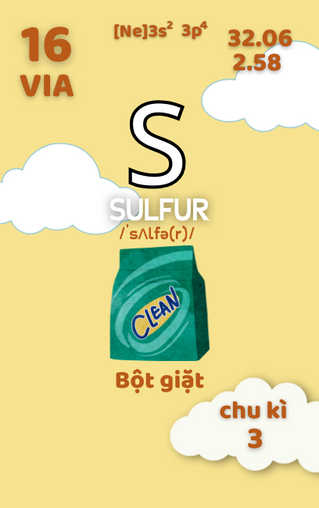 16
VIA
[Ne]3s² 3p⁴
32.06
2.58
S
SULFUR
/ˈsʌlfə(r)/
CLEAN
Bột giặt
chu kì
3